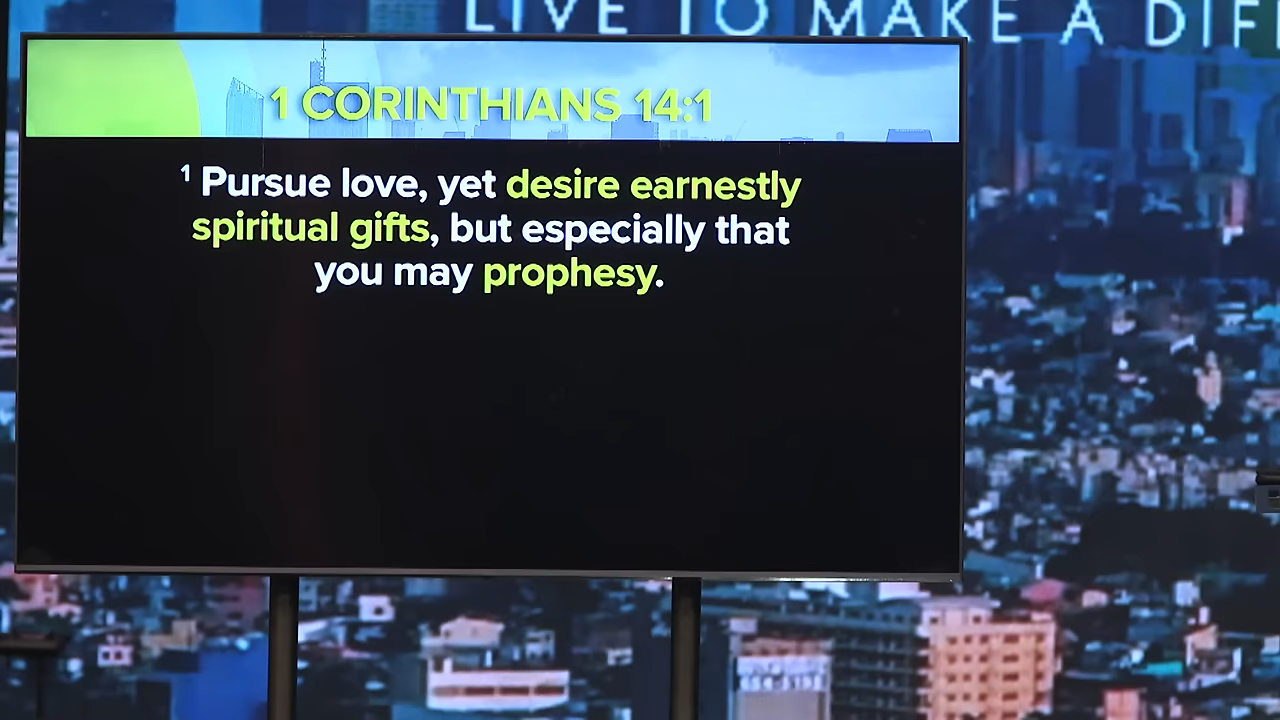 LIVE TO MAKE A DIF
1 CORINTHIANS 14:1
¹ Pursue love, yet desire earnestly
spiritual gifts, but especially that
you may prophesy.